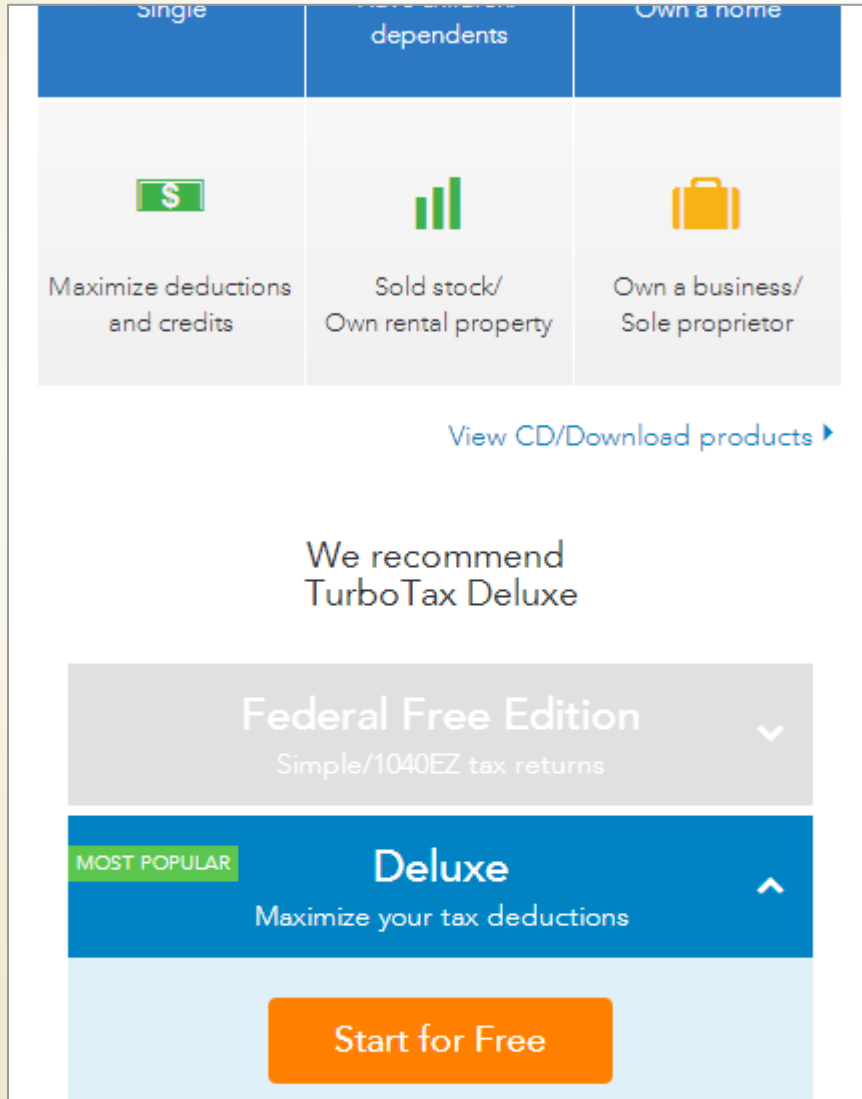 Single
dependents
Own a home
$
Maximize deductions
and credits
Sold stock/
Own rental property
Own a business/
Sole proprietor
View CD/Download products
We recommend
TurboTax Deluxe
Federal Free Edition
Simple/1040EZ tax returns
MOST POPULAR
Deluxe
Maximize your tax deductions
Start for Free